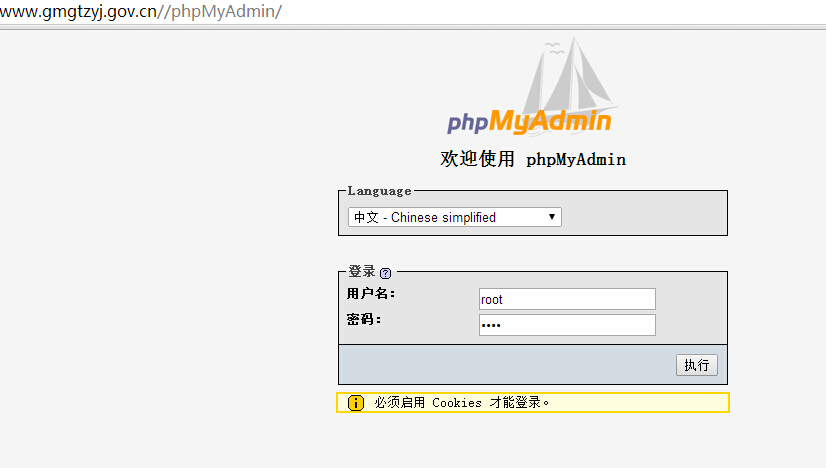 www.gmgtzyj.gov.cn//phpMyAdmin/
phpMyAdmin
欢迎使用 phpMyAdmin
Language
中文 - Chinese simplified
登录 ?
用户名：
root
密码：
••••
执行
必须启用 Cookies 才能登录。